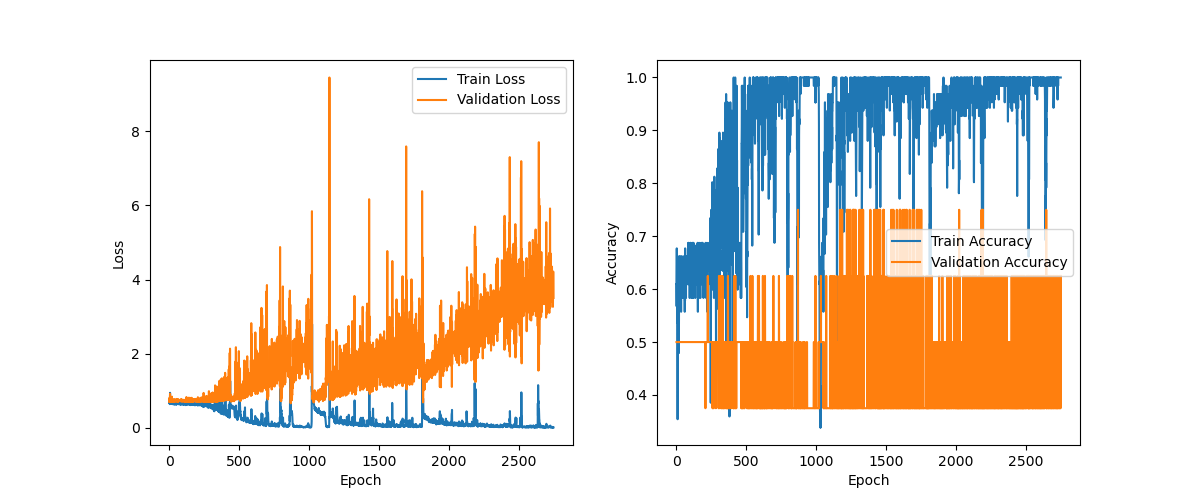 Train Loss
Validation Loss
Loss
8
6
4
2
0
0 500 1000 1500 2000 2500
Epoch
Accuracy
1.0
0.9
0.8
0.7
0.6
0.5
0.4
Train Accuracy
Validation Accuracy
0 500 1000 1500 2000 2500
Epoch